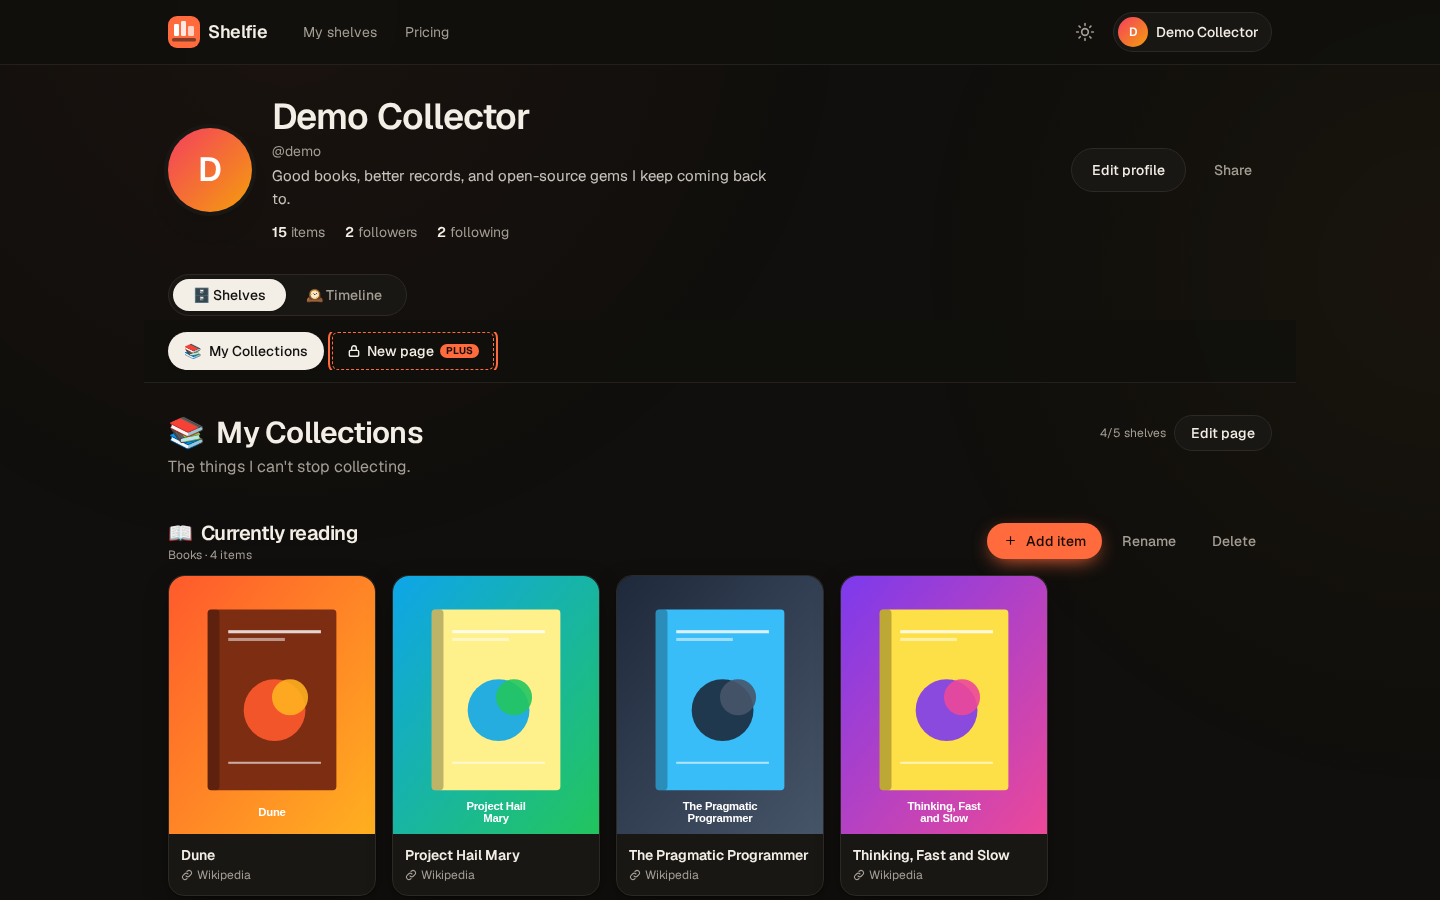 Shelfie
My shelves
Pricing
D
Demo Collector
D
Demo Collector
@demo
Good books, better records, and open-source gems I keep coming back
to.
15 items
2 followers
2 following
Edit profile
Share
Shelves
Timeline
My Collections
New page PLUS
My Collections
4/5 shelves
Edit page
The things I can't stop collecting.
Currently reading
Books · 4 items
+ Add item
Rename
Delete
Dune
Project Hail
Mary
The Pragmatic
Programmer
Thinking, Fast
and Slow
Dune
Wikipedia
Project Hail Mary
Wikipedia
The Pragmatic Programmer
Wikipedia
Thinking, Fast and Slow
Wikipedia